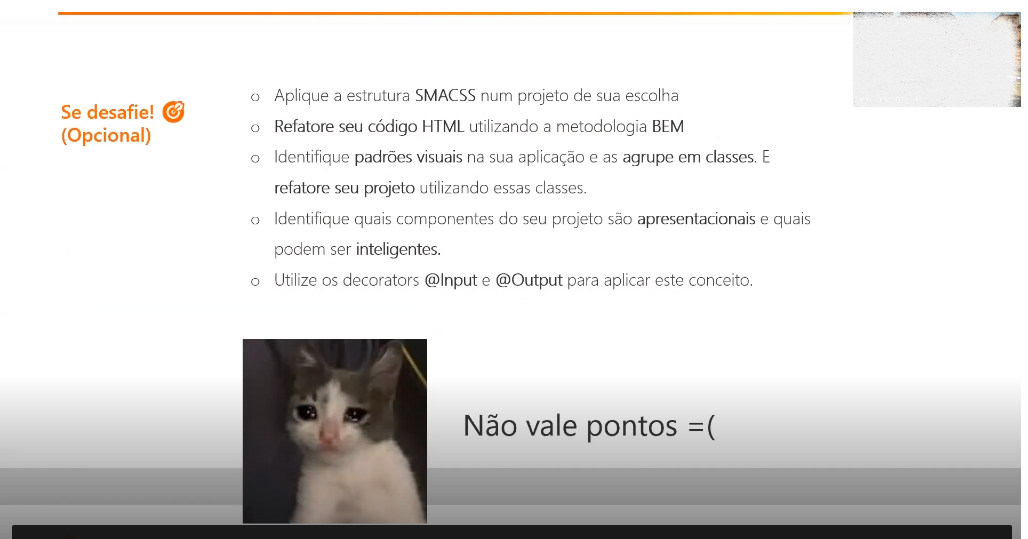 Se desafie!
(Opcional)
o Aplique a estrutura SMACSS num projeto de sua escolha
o Refatore seu código HTML utilizando a metodologia BEM
o Identifique padrões visuais na sua aplicação e as agrupe em classes. E
refatore seu projeto utilizando essas classes.
o Identifique quais componentes do seu projeto são apresentacionais e quais
podem ser inteligentes.
o Utilize os decorators @Input e @Output para aplicar este conceito.
Não vale pontos =(